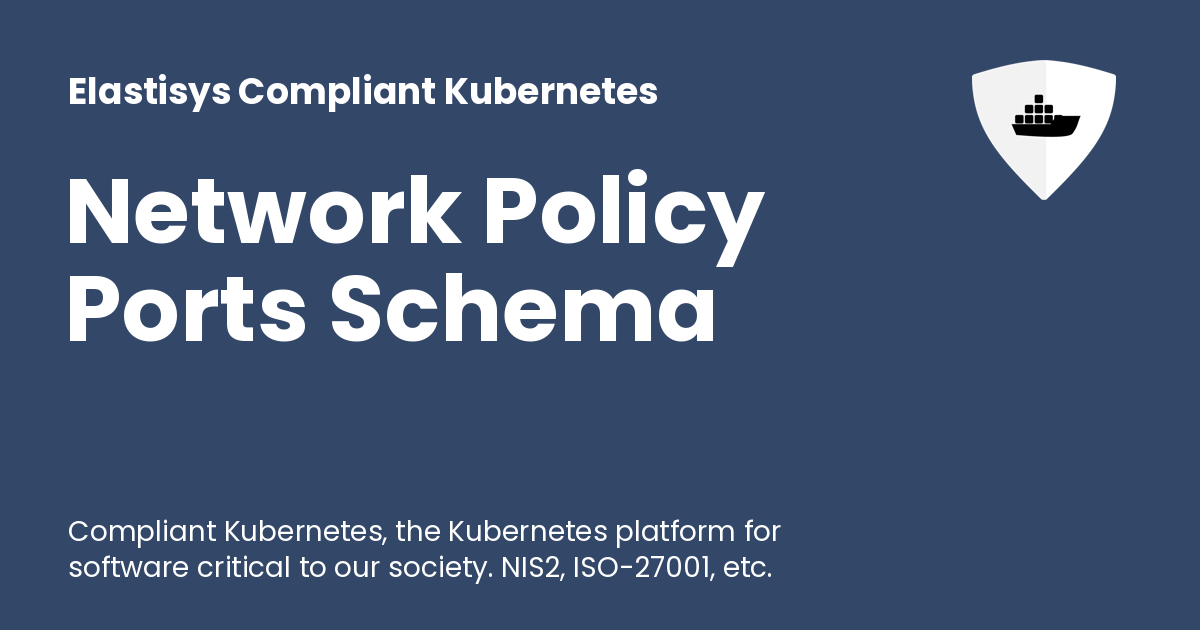 Elastisys Compliant Kubernetes
Network Policy
Ports Schema
Compliant Kubernetes, the Kubernetes platform for
software critical to our society. NIS2, ISO-27001, etc.